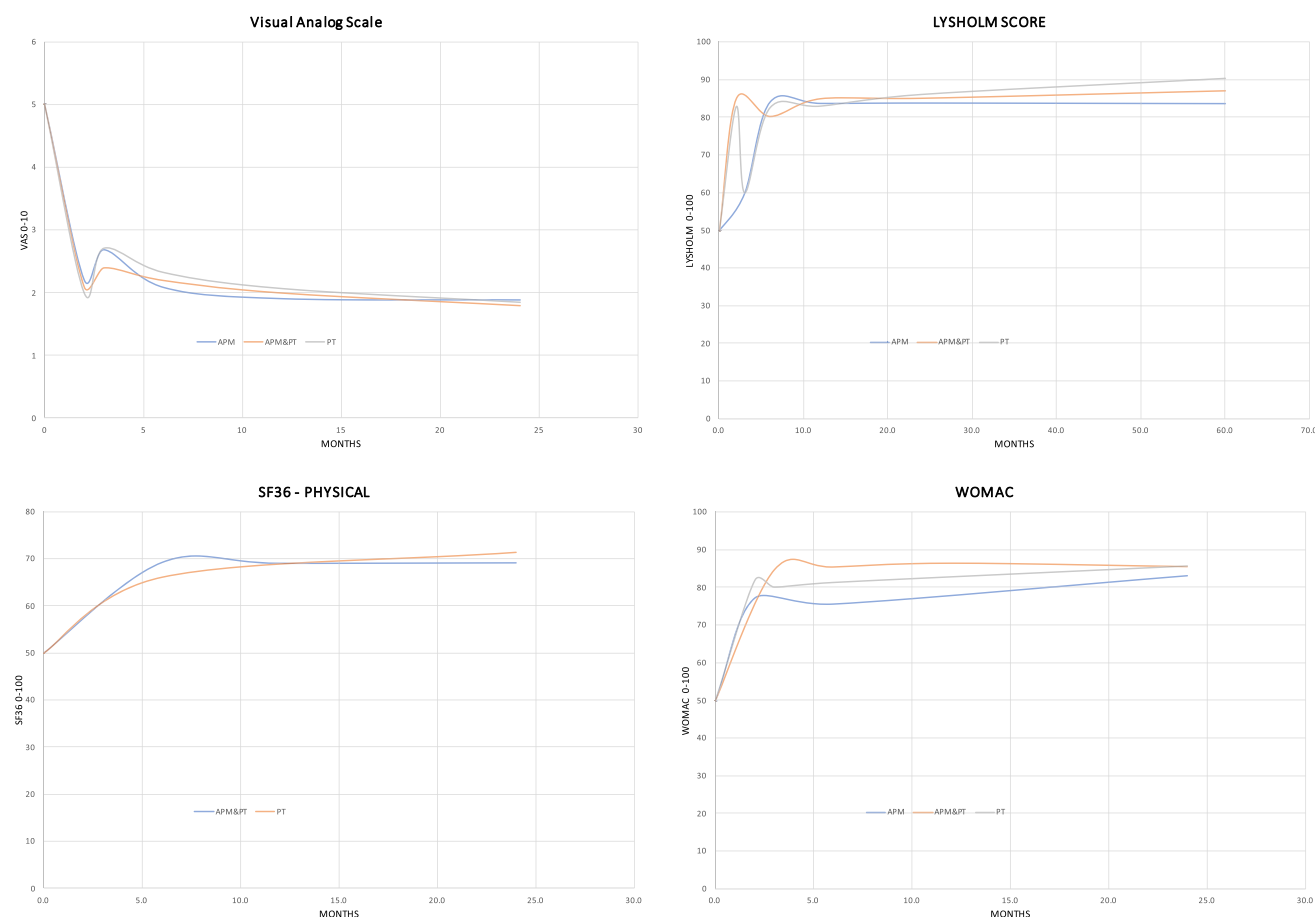 Visual Analog Scale
6
5
4
3
2
1
0
VAS 0-10
APM APM&PT PT
0 5 10 15 20 25 30
MONTHS
LYSHOLM SCORE
100
90
80
70
60
50
40
30
20
10
0
LYSHOLM 0-100
APM APM&PT PT
0.0 10.0 20.0 30.0 40.0 50.0 60.0 70.0
MONTHS
SF36 - PHYSICAL
80
70
60
50
40
30
20
10
0
SF36 0-100
APM&PT PT
0.0 5.0 10.0 15.0 20.0 25.0 30.0
MONTHS
WOMAC
100
90
80
70
60
50
40
30
20
10
0
WOMAC 0-100
APM APM&PT PT
0.0 5.0 10.0 15.0 20.0 25.0 30.0
MONTHS